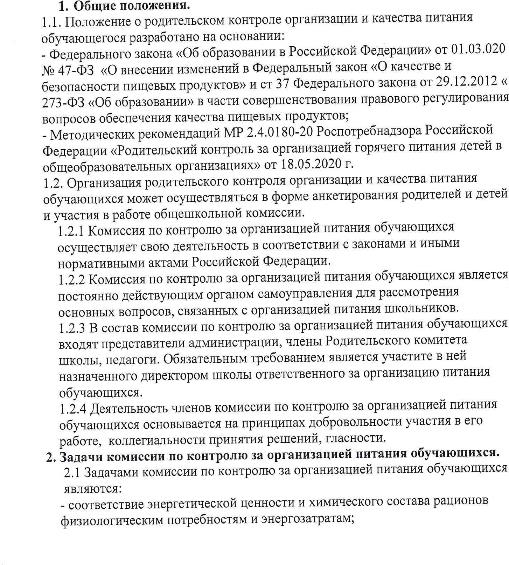 1. Общие положения.
1.1. Положение о родительском контроле организации и качества питания
обучающегося разработано на основании:
- Федерального закона «Об образовании в Российской Федерации» от 01.03.020
№ 47-ФЗ «О внесении изменений в Федеральный закон «О качестве и
безопасности пищевых продуктов» и ст 37 Федерального закона от 29.12.2012 «
273-ФЗ «Об образовании» в части совершенствования правового регулирования
вопросов обеспечения качества пищевых продуктов;
- Методических рекомендаций МР 2.4.0180-20 Роспотребнадзора Российской
Федерации «Родительский контроль за организацией горячего питания детей в
общеобразовательных организациях» от 18.05.2020 г.
1.2. Организация родительского контроля организации и качества питания
обучающихся может осуществляться в форме анкетирования родителей и детей
и участия в работе общешкольной комиссии.
1.2.1 Комиссия по контролю за организацией питания обучающихся
осуществляет свою деятельность в соответствии с законами и иными
нормативными актами Российской Федерации.
1.2.2 Комиссия по контролю за организацией питания обучающихся является
постоянно действующим органом самоуправления для рассмотрения
основных вопросов, связанных с организацией питания школьников.
1.2.3 В состав комиссии по контролю за организацией питания обучающихся
входят представители администрации, члены Родительского комитета
школы, педагоги. Обязательным требованием является участите в ней
назначенного директором школы ответственного за организацию питания
обучающихся.
1.2.4 Деятельность членов комиссии по контролю за организацией питания
обучающихся основывается на принципах добровольности участия в его
работе, коллегиальности принятия решений, гласности.
2. Задачи комиссии по контролю за организацией питания обучающихся.
2.1 Задачами комиссии по контролю за организацией питания обучающихся
являются:
- соответствие энергетической ценности и химического состава рационов
физиологическим потребностям и энергозатратам;